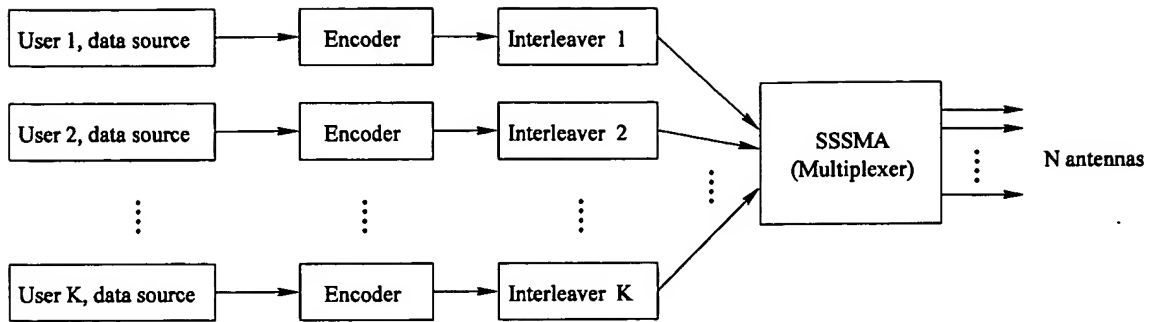 User 1, data source
Encoder
Interleaver 1
User 2, data source
Encoder
Interleaver 2
SSSMA
(Multiplexer)
N antennas
User K, data source
Encoder
Interleaver K